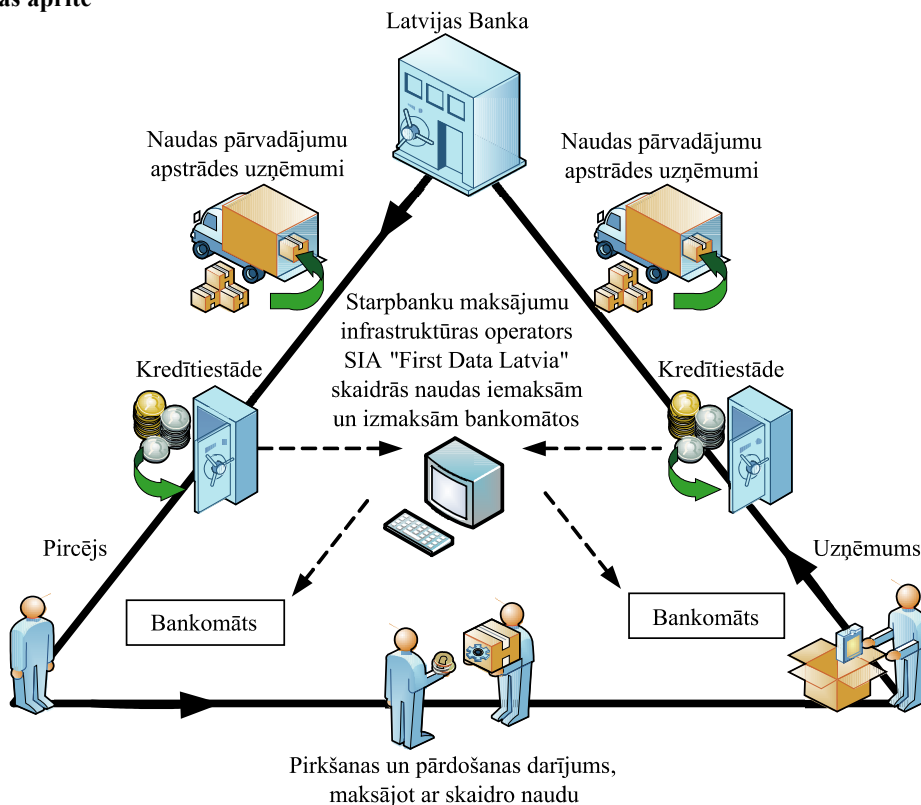 as aprite
Latvijas Banka
Naudas pārvadājumu
apstrādes uzņēmumi
Naudas pārvadājumu
apstrādes uzņēmumi
Starpbanku maksājumu
infrastruktūras operators
SIA "First Data Latvia"
skaidrās naudas iemaksām
un izmaksām bankomātos
Kredītiestāde
Kredītiestāde
Pircējs
Uzņēmums
Bankomāts
Bankomāts
Pirkšanas un pārdošanas darījums,
maksājot ar skaidro naudu